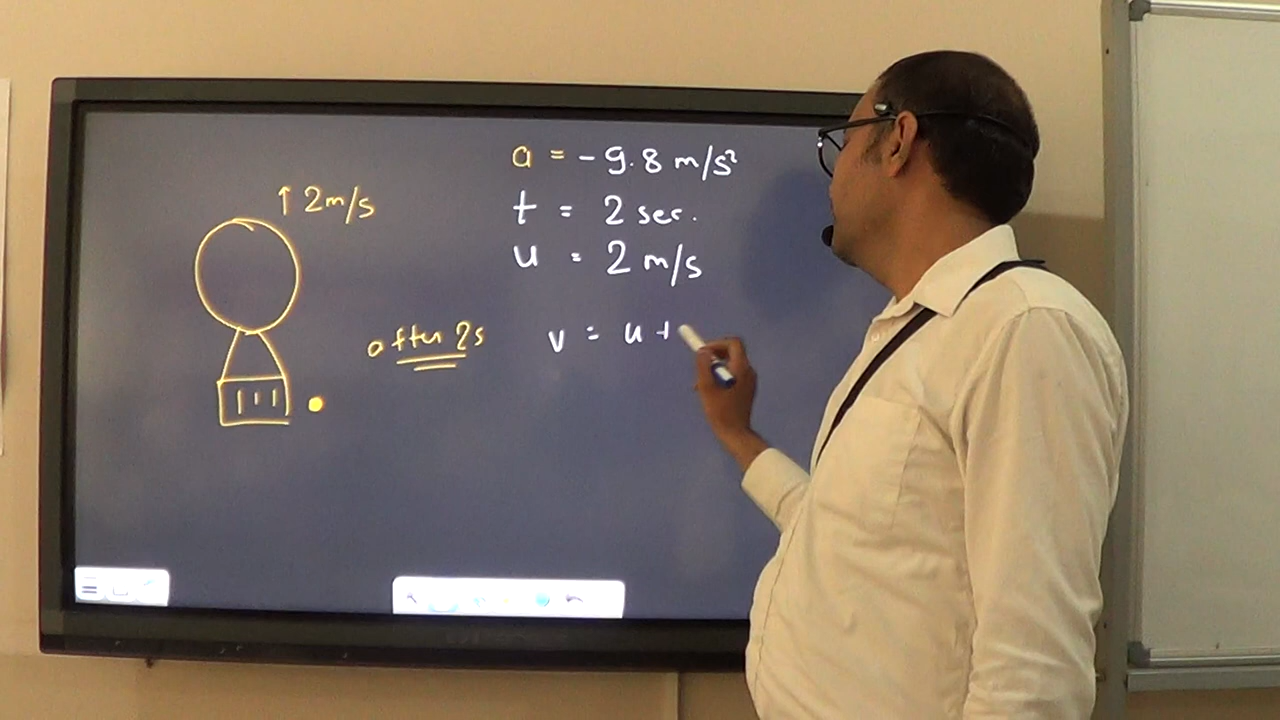 ↑ 2m/s
a = - 9.8 m/s²
t = 2 sec.
u = 2 m/s
after 2s
v = u +